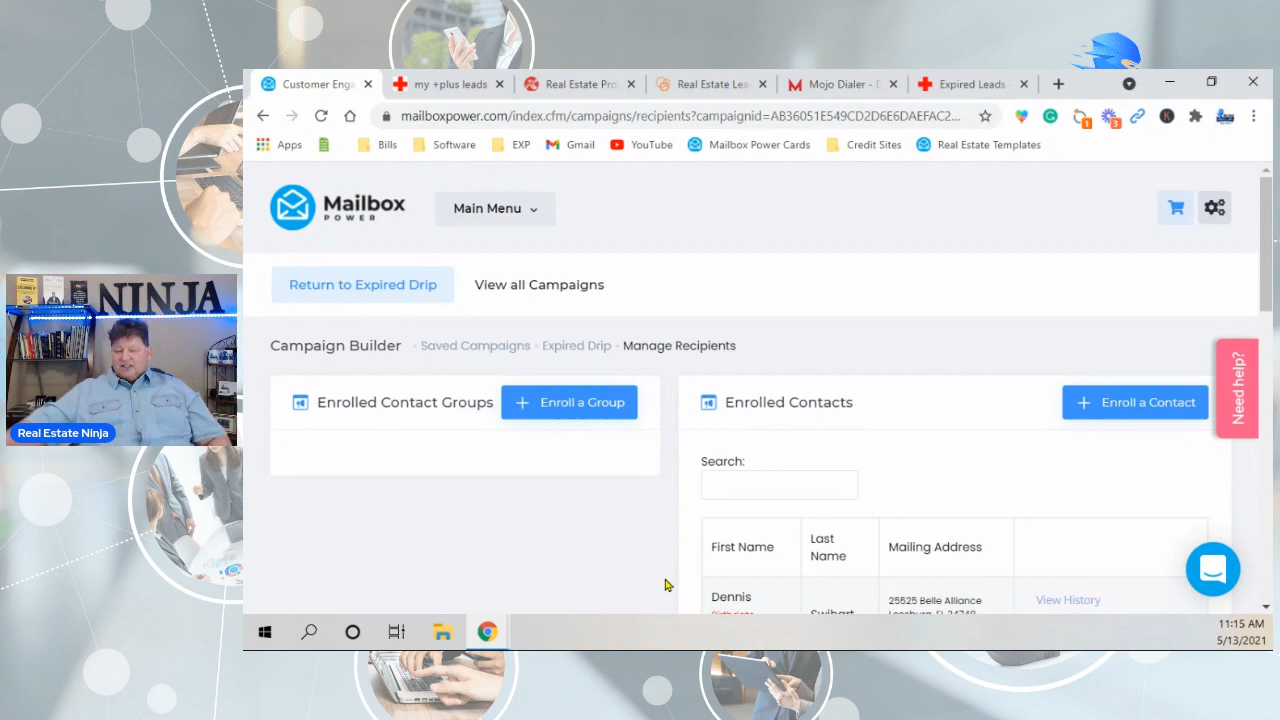 Customer Enga
my +plus leads
Real Estate Pro
Real Estate Lea
Mojo Dialer - D
Expired Leads -
mailboxpower.com/index.cfm/campaigns/recipients?campaignid=AB36051E549CD2D6E6DAEFAC2...
1
3
K
Apps
Bills
Software
EXP
Gmail
YouTube
Mailbox Power Cards
Credit Sites
Real Estate Templates
Mailbox
POWER
Main Menu
Return to Expired Drip
View all Campaigns
Campaign Builder
Saved Campaigns
Expired Drip
Manage Recipients
Need help?
Enrolled Contact Groups
+ Enroll a Group
Enrolled Contacts
+ Enroll a Contact
Search:
First Name
Last
Name
Mailing Address
Dennis
25525 Belle Alliance
View History
NINJA
Real Estate Ninja
11:15 AM
5/13/2021